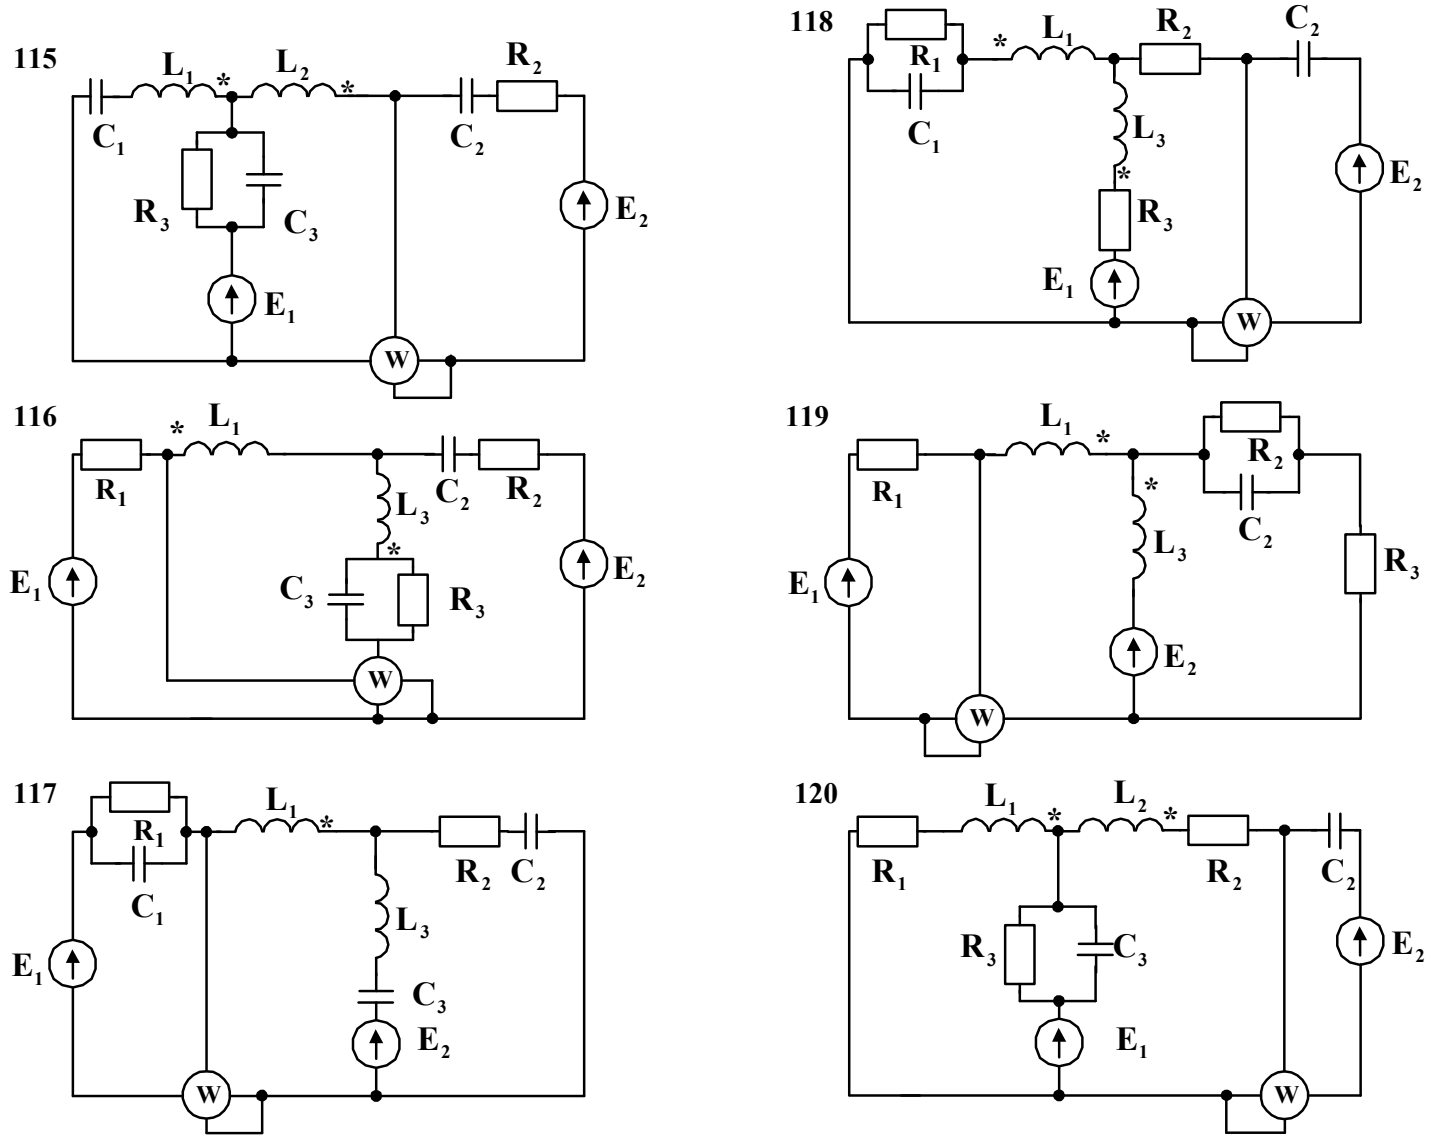 115
L1 * L2 * R2
C1 C2
R3 C3
E2
E1
W
118
R1 * L1 R2 C2
C1
L3
*
R3
E2
E1
W
116
* L1
R1 C2 R2
L3
*
E1 C3 R3 E2
W
119
L1 *
R1 R2
* C2
L3 R3
E1
E2
W
117
R1 L1 *
C1 R2 C2
L3
E1 C3
E2
W
120
L1 * L2 *
R1 R2 C2
R3 C3 E2
E1
W